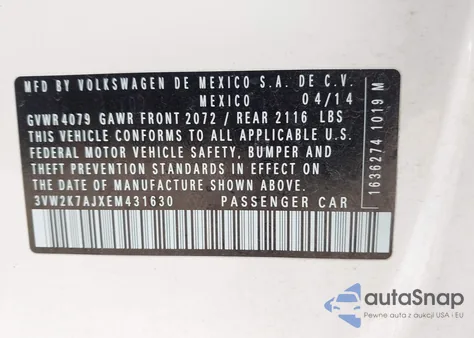 MFD BY VOLKSWAGEN DE MEXICO S.A. DE C.V.
MEXICO 04/14
GVWR 4079 GAWR FRONT 2072 / REAR 2116 LBS
THIS VEHICLE CONFORMS TO ALL APPLICABLE U.S.
FEDERAL MOTOR VEHICLE SAFETY, BUMPER AND
THEFT PREVENTION STANDARDS IN EFFECT ON
THE DATE OF MANUFACTURE SHOWN ABOVE.
3VW2K7AJXEM431630 PASSENGER CAR
1636274 1019 M
autaSnap
Pewne auta z USA i EU